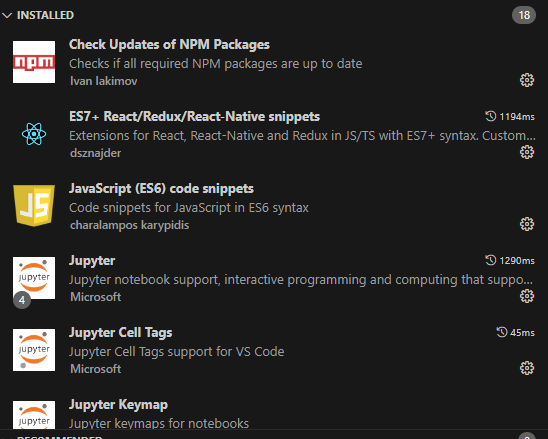 INSTALLED 18
npm
Check Updates of NPM Packages
Checks if all required NPM packages are up to date
Ivan Iakimov
ES7+ React/Redux/React-Native snippets 1194ms
Extensions for React, React-Native and Redux in JS/TS with ES7+ syntax. Custom...
dsznajder
JS
JavaScript (ES6) code snippets
Code snippets for JavaScript in ES6 syntax
charalampos karypidis
Jupyter 1290ms
jupyter
Jupyter notebook support, interactive programming and computing that suppo...
4 Microsoft
Jupyter Cell Tags 45ms
jupyter
Jupyter Cell Tags support for VS Code
Microsoft
Jupyter Keymap
jupyter
Jupyter keymaps for notebooks
RECOMMENDED